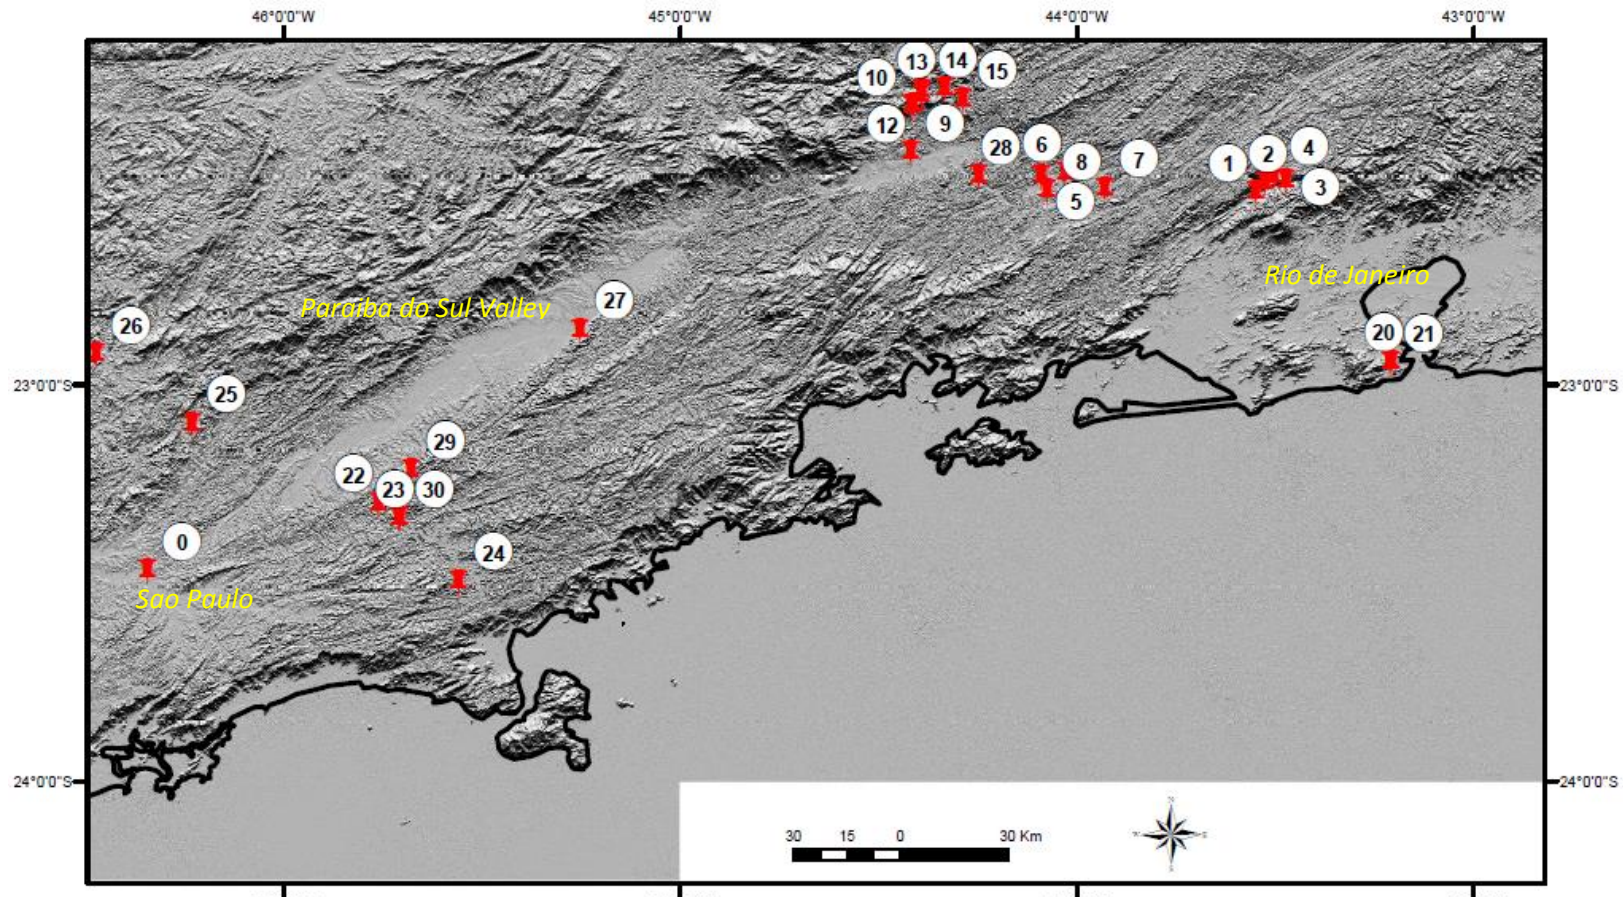 46°0'0"W 45°0'0"W 44°0'0"W 43°0'0"W
13 14 15
10
12 9
28 6 8 7 1 2 4
5 3
Rio de Janeiro
Paraiba do Sul Valley 27
26 20 21
23°0'0"S 23°0'0"S
25
29
22 23 30
0 24
Sao Paulo
24°0'0"S 24°0'0"S
30 15 0 30 Km